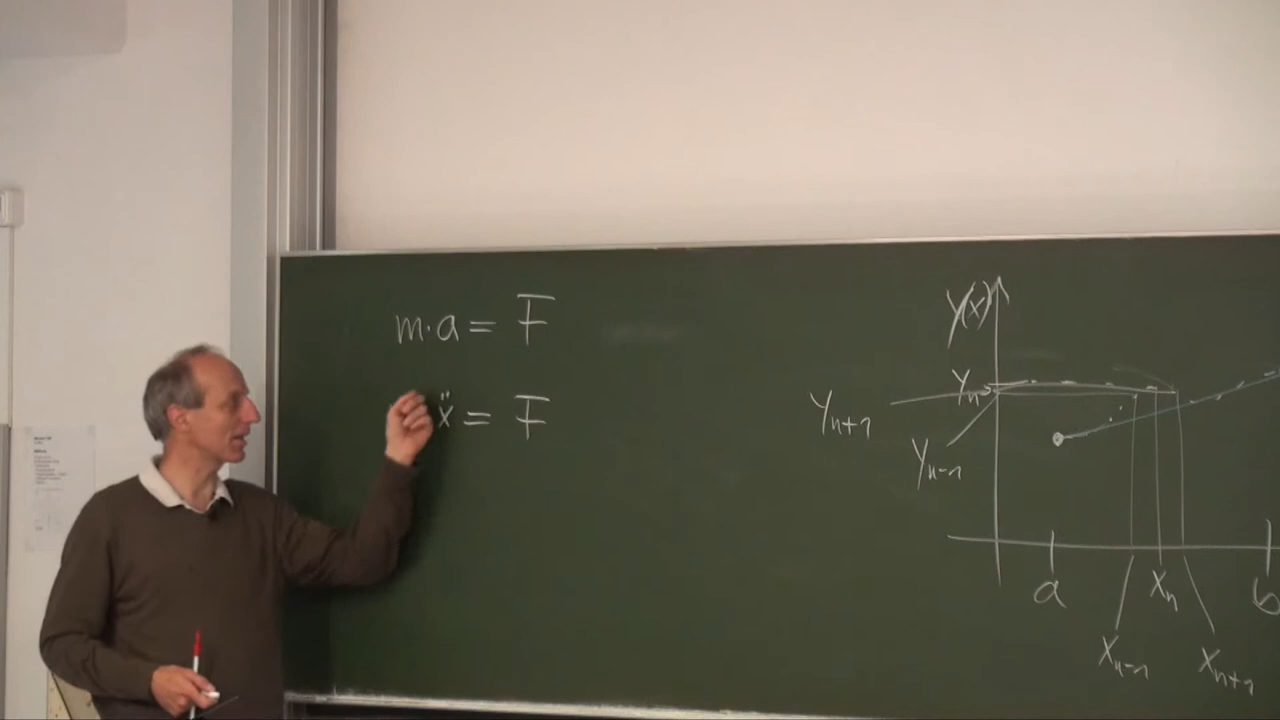 m·a = F
ẍ = F
y(x)
yₙ
yₙ₊₁
yₙ₋₁
a
xₙ
b
xₙ₋₁
xₙ₊₁